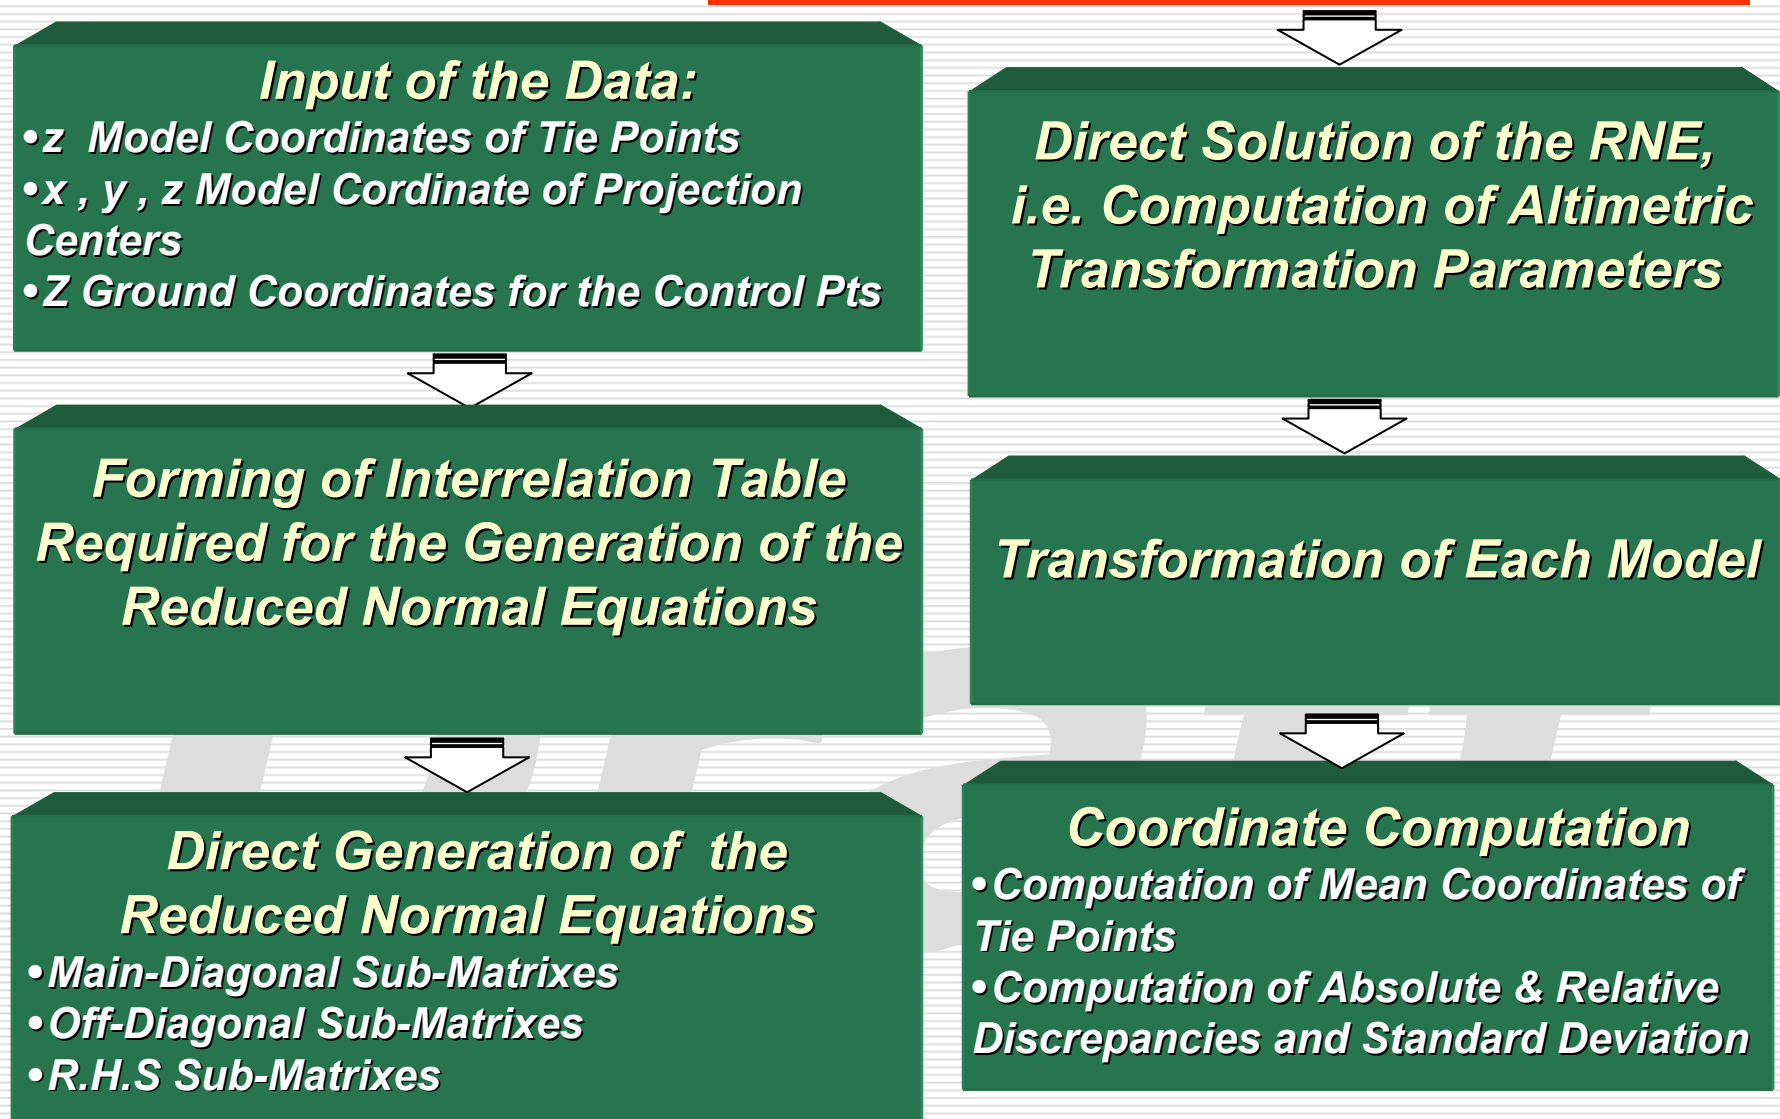 Input of the Data:
•z Model Coordinates of Tie Points
•x , y , z Model Cordinate of Projection
Centers
•Z Ground Coordinates for the Control Pts
Forming of Interrelation Table
Required for the Generation of the
Reduced Normal Equations
Direct Generation of the
Reduced Normal Equations
•Main-Diagonal Sub-Matrixes
•Off-Diagonal Sub-Matrixes
•R.H.S Sub-Matrixes
Direct Solution of the RNE,
i.e. Computation of Altimetric
Transformation Parameters
Transformation of Each Model
Coordinate Computation
•Computation of Mean Coordinates of
Tie Points
•Computation of Absolute & Relative
Discrepancies and Standard Deviation